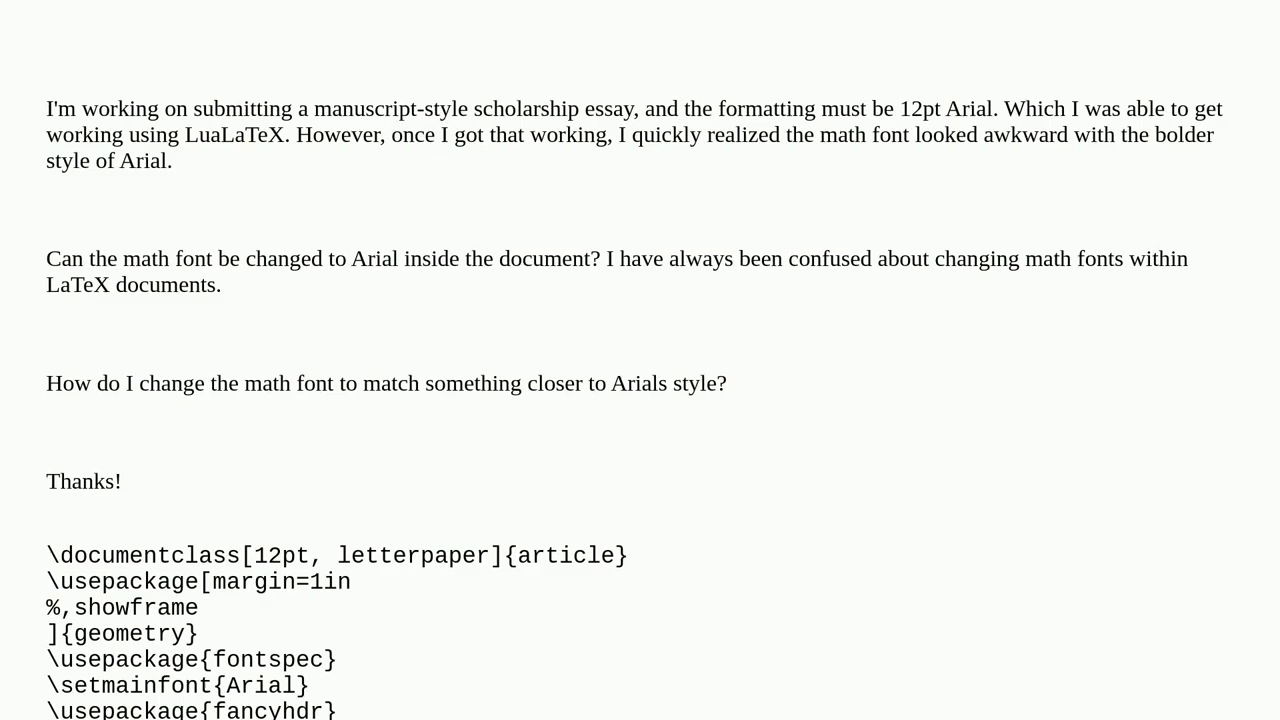 I'm working on submitting a manuscript-style scholarship essay, and the formatting must be 12pt Arial. Which I was able to get
working using LuaLaTeX. However, once I got that working, I quickly realized the math font looked awkward with the bolder
style of Arial.
Can the math font be changed to Arial inside the document? I have always been confused about changing math fonts within
LaTeX documents.
How do I change the math font to match something closer to Arials style?
Thanks!
\documentclass[12pt, letterpaper]{article}
\usepackage[margin=1in
%,showframe
]{geometry}
\usepackage{fontspec}
\setmainfont{Arial}
\usepackage{fancyhdr}